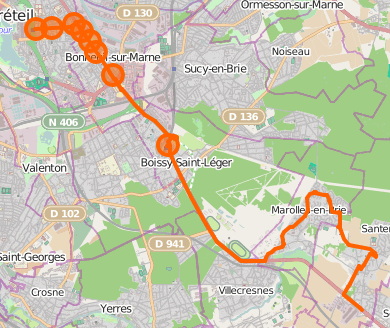 Ormesson-sur-Marne
réteil
D 130
Noiseau
Bonneuil-sur-Marne
Sucy-en-Brie
D 136
N 406
Boissy-Saint-Léger
Valenton
D 102
Marolles-en-Brie
Santen
D 941
Saint-Georges
Villecresnes
Crosne
Yerres